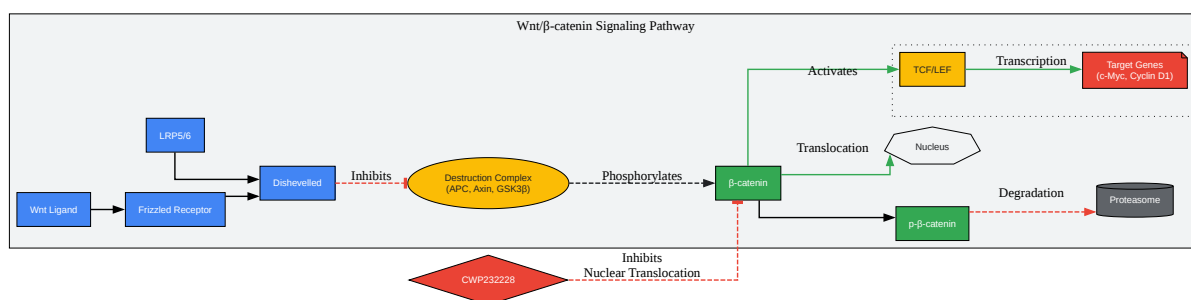 Wnt/β-catenin Signaling Pathway
Activates
TCF/LEF
Transcription
Target Genes
(c-Myc, Cyclin D1)
LRP5/6
Translocation
Nucleus
Dishevelled
Inhibits
Destruction Complex
(APC, Axin, GSK3β)
Phosphorylates
β-catenin
Degradation
Proteasome
Wnt Ligand
Frizzled Receptor
p-β-catenin
CWP232228
Inhibits
Nuclear Translocation